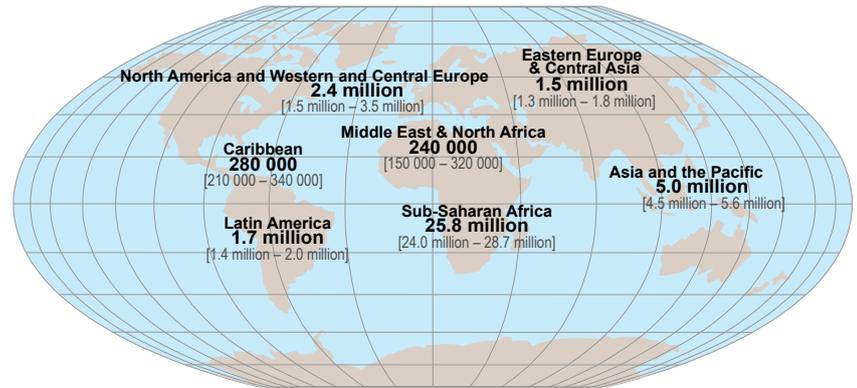 Eastern Europe
& Central Asia
1.5 million
[1.3 million – 1.8 million]
North America and Western and Central Europe
2.4 million
[1.5 million – 3.5 million]
Middle East & North Africa
240 000
[150 000 – 320 000]
Caribbean
280 000
[210 000 – 340 000]
Asia and the Pacific
5.0 million
[4.5 million – 5.6 million]
Sub-Saharan Africa
25.8 million
[24.0 million – 28.7 million]
Latin America
1.7 million
[1.4 million – 2.0 million]